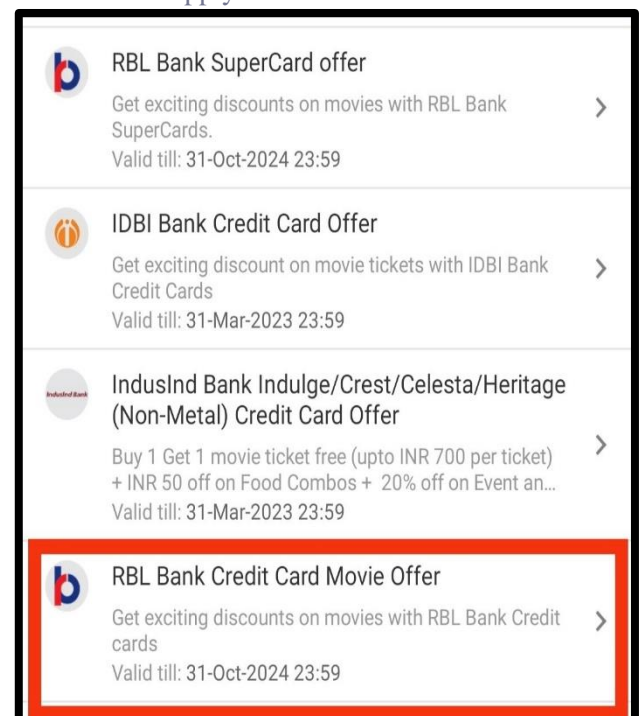 RBL Bank SuperCard offer
Get exciting discounts on movies with RBL Bank
SuperCards.
Valid till: 31-Oct-2024 23:59
IDBI Bank Credit Card Offer
Get exciting discount on movie tickets with IDBI Bank
Credit Cards
Valid till: 31-Mar-2023 23:59
IndusInd Bank
IndusInd Bank Indulge/Crest/Celesta/Heritage
(Non-Metal) Credit Card Offer
Buy 1 Get 1 movie ticket free (upto INR 700 per ticket)
+ INR 50 off on Food Combos + 20% off on Event an...
Valid till: 31-Mar-2023 23:59
RBL Bank Credit Card Movie Offer
Get exciting discounts on movies with RBL Bank Credit
cards
Valid till: 31-Oct-2024 23:59